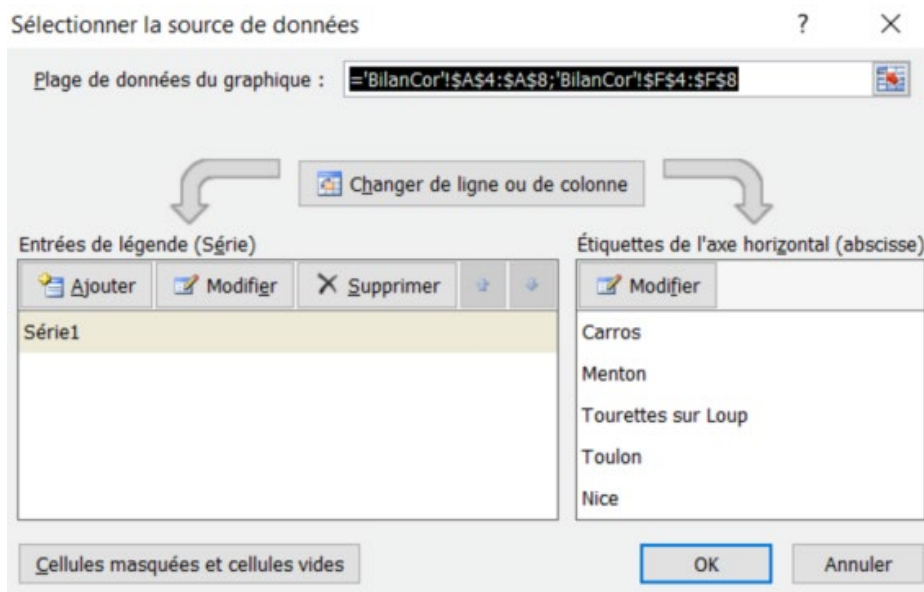 Sélectionner la source de données ?
Plage de données du graphique : ='BilanCor'!$A$4:$A$8;'BilanCor'!$F$4:$F$8
Changer de ligne ou de colonne
Entrées de légende (Série)
Ajouter Modifier Supprimer
Série1
Étiquettes de l'axe horizontal (abscisse)
Modifier
Carros
Menton
Tourettes sur Loup
Toulon
Nice
Cellules masquées et cellules vides OK Annuler